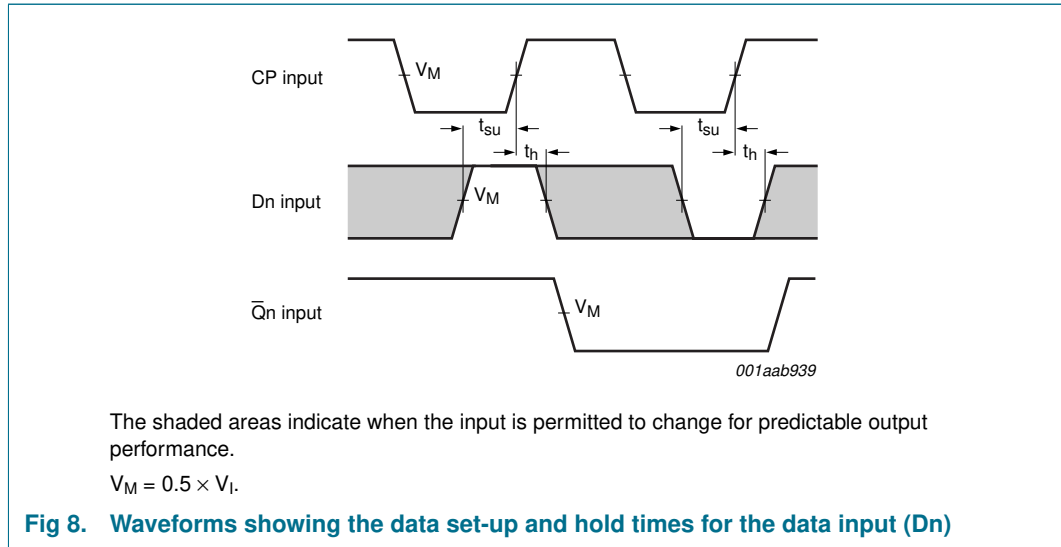 CP input
V_M
t_su
t_su
t_h
t_h
Dn input
V_M
Q̅n input
V_M
001aab939
The shaded areas indicate when the input is permitted to change for predictable output
performance.
V_M = 0.5 × V_I.
Fig 8. Waveforms showing the data set-up and hold times for the data input (Dn)